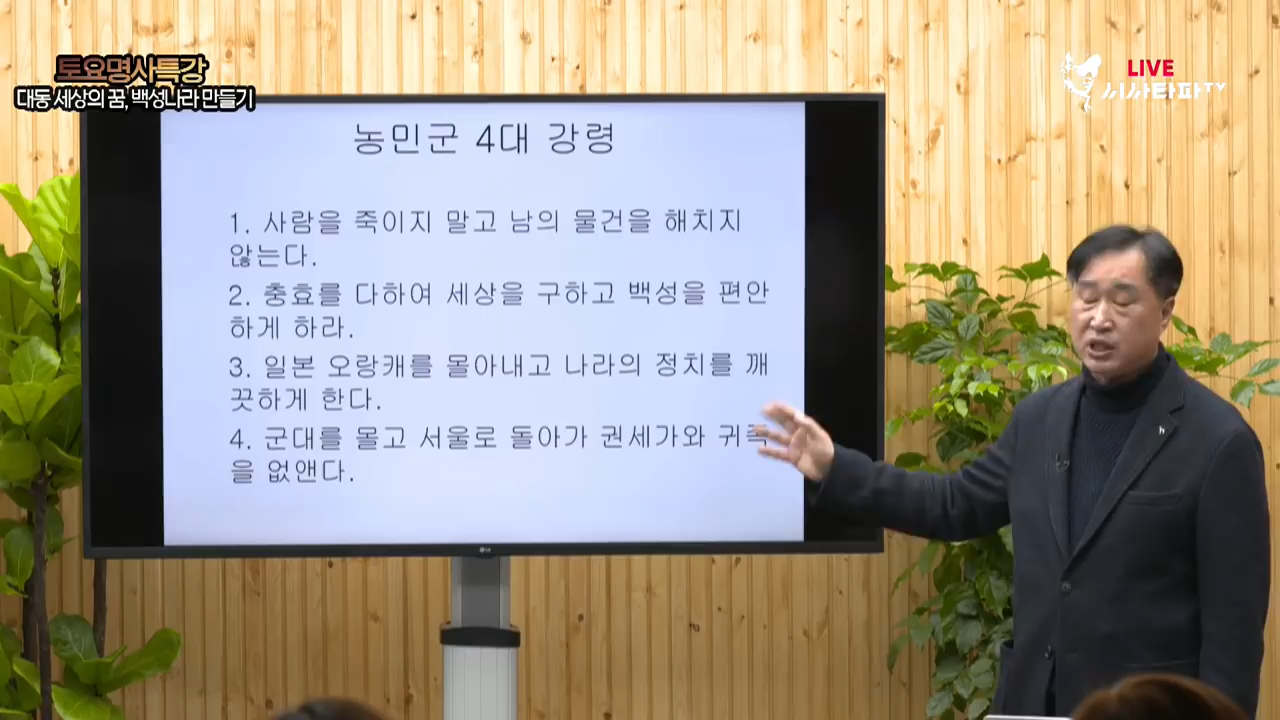 토요명사특강
대동 세상의 꿈, 백성나라 만들기
LIVE
시사타파TV
농민군 4대 강령
1. 사람을 죽이지 말고 남의 물건을 해치지
않는다.
2. 충효를 다하여 세상을 구하고 백성을 편안
하게 하라.
3. 일본 오랑캐를 몰아내고 나라의 정치를 깨
끗하게 한다.
4. 군대를 몰고 서울로 돌아가 권세가와 귀족
을 없앤다.
LG